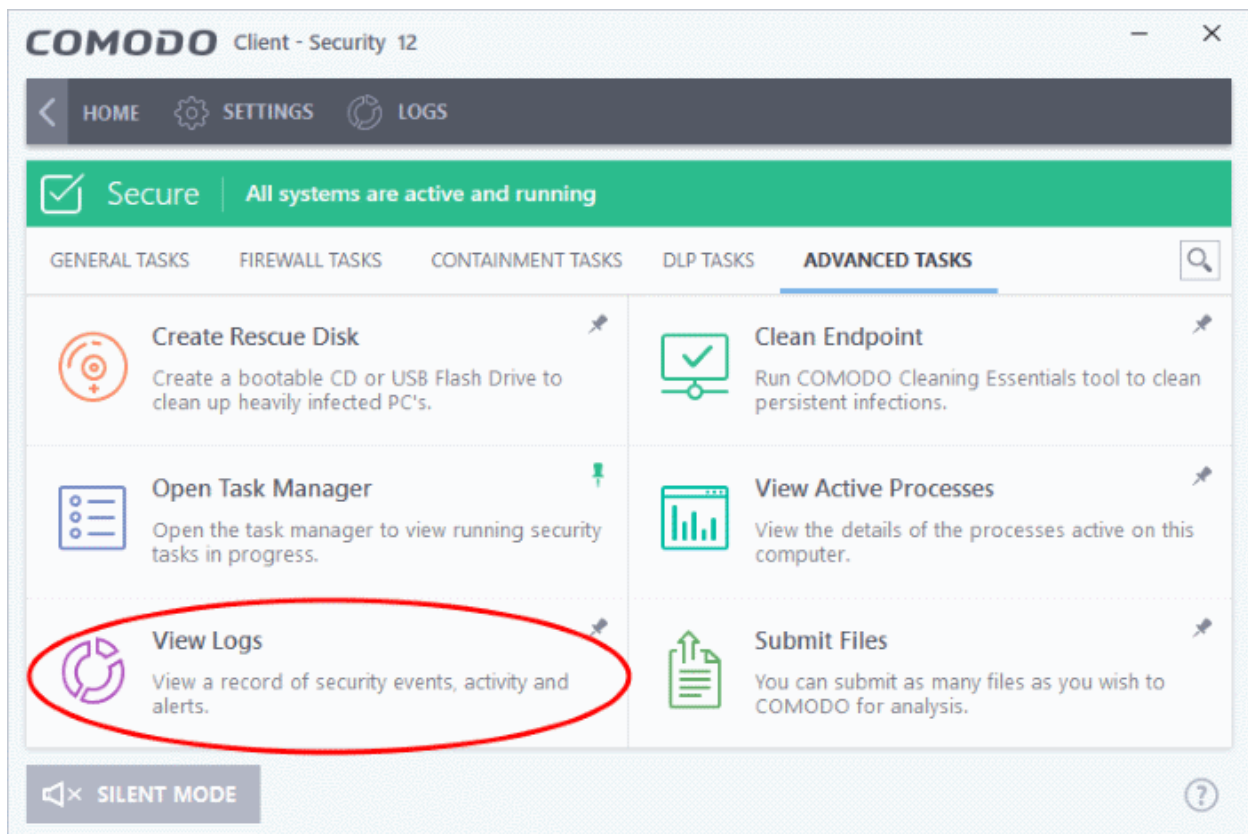 COMODO Client - Security 12
HOME SETTINGS LOGS
Secure All systems are active and running
GENERAL TASKS FIREWALL TASKS CONTAINMENT TASKS DLP TASKS ADVANCED TASKS
Create Rescue Disk
Create a bootable CD or USB Flash Drive to
clean up heavily infected PC's.
Clean Endpoint
Run COMODO Cleaning Essentials tool to clean
persistent infections.
Open Task Manager
Open the task manager to view running security
tasks in progress.
View Active Processes
View the details of the processes active on this
computer.
View Logs
View a record of security events, activity and
alerts.
Submit Files
You can submit as many files as you wish to
COMODO for analysis.
SILENT MODE
?